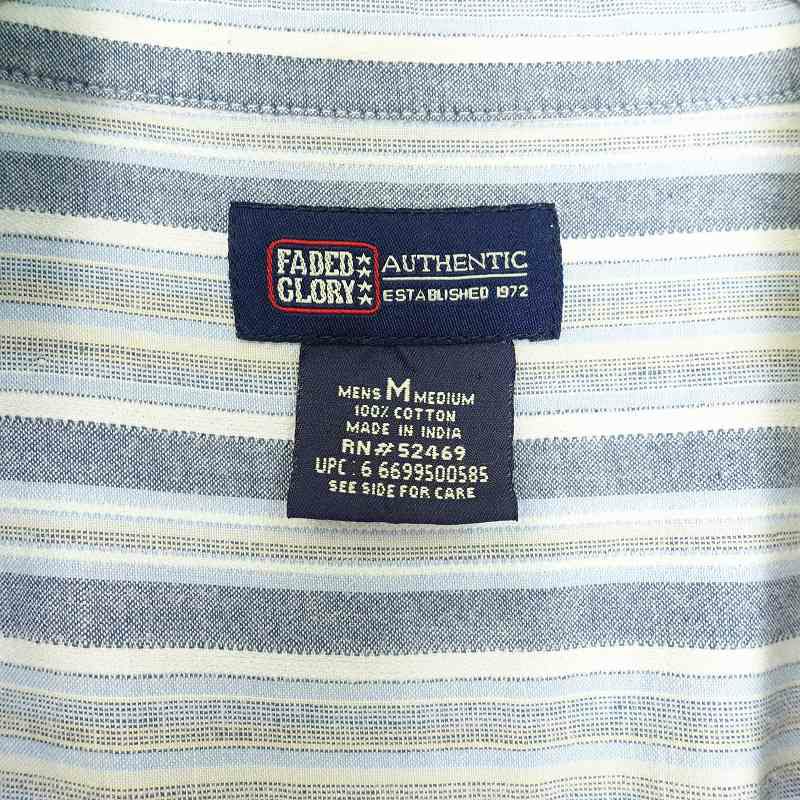 FADED GLORY
AUTHENTIC
ESTABLISHED 1972
MENS M MEDIUM
100% COTTON
MADE IN INDIA
RN#52469
UPC:6 6699500585
SEE SIDE FOR CARE